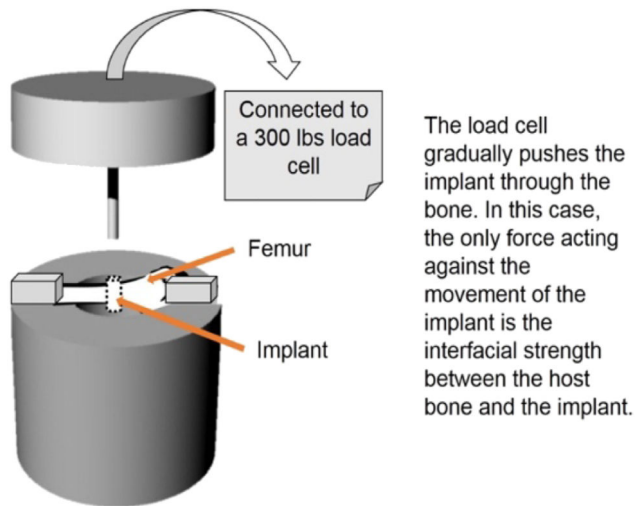 Connected to
a 300 lbs load
cell
The load cell
gradually pushes the
implant through the
bone. In this case,
the only force acting
against the
movement of the
implant is the
interfacial strength
between the host
bone and the implant.
Femur
Implant